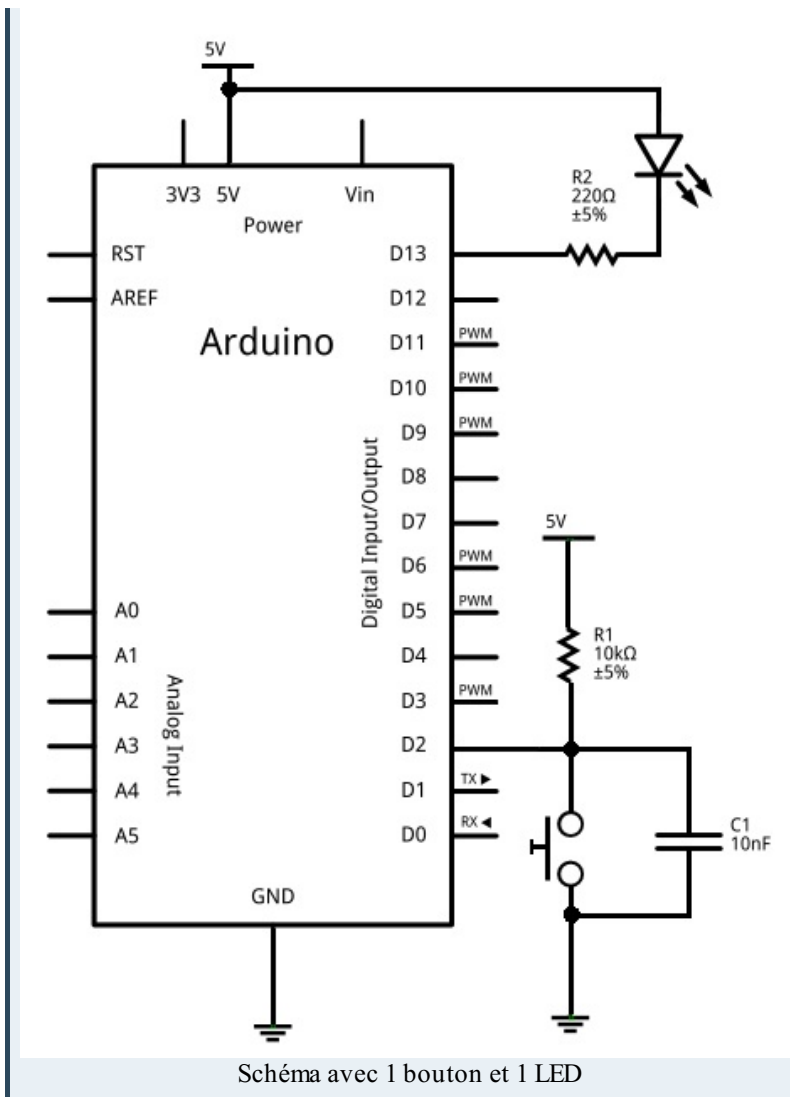 5V
3V3 5V Vin
Power
R2
220Ω
±5%
RST
D13
AREF
D12
Arduino
D11 PWM
D10 PWM
D9 PWM
D8
Digital Input/Output
D7
5V
D6 PWM
A0
D5 PWM
R1
10kΩ
±5%
A1
D4
A2
D3 PWM
Analog Input
A3
D2
A4
D1 TX ▶
A5
D0 RX ◀
C1
10nF
GND
Schéma avec 1 bouton et 1 LED